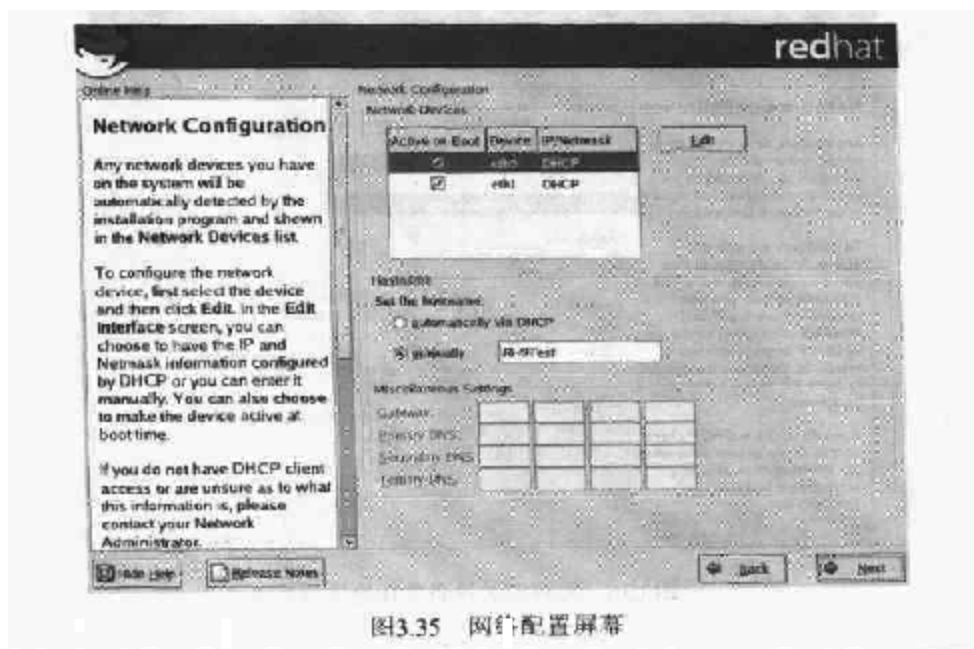 redhat
Online Help
Network Configuration
Any network devices you have
on the system will be
automatically detected by the
installation program and shown
in the Network Devices list.
To configure the network
device, first select the device
and then click Edit. In the Edit
Interface screen, you can
choose to have the IP and
Netmask information configured
by DHCP or you can enter it
manually. You can also choose
to make the device active at
boot time.
If you do not have DHCP client
access or are unsure as to what
this information is, please
contact your Network
Administrator.
Network Configuration
Network Devices
Active on Boot Device IP/Netmask
eth0 DHCP
eth1 DHCP
Edit
Hostname
Set the hostname:
automatically via DHCP
manually
Miscellaneous Settings
Gateway:
Primary DNS:
Secondary DNS:
Tertiary DNS:
Hide Help
Release Notes
Back
Next
图3.35 网络配置屏幕